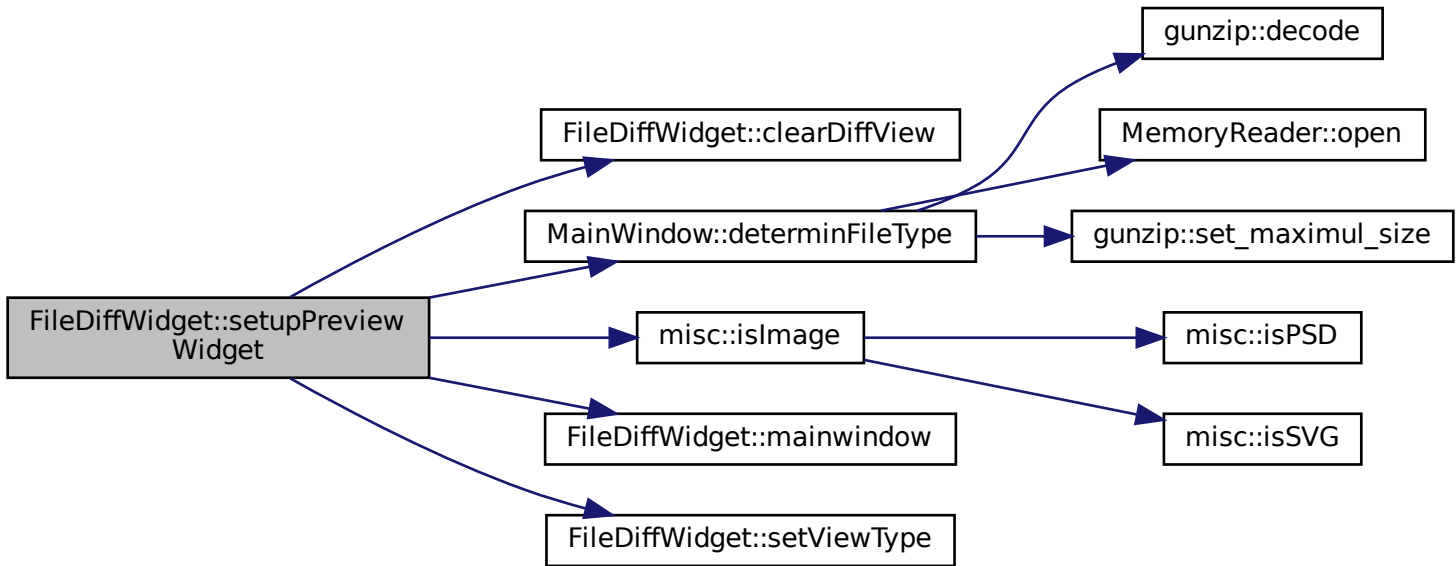 gunzip::decode
FileDiffWidget::clearDiffView
MemoryReader::open
MainWindow::determinFileType
gunzip::set_maximul_size
FileDiffWidget::setupPreview
Widget
misc::isImage
misc::isPSD
FileDiffWidget::mainwindow
misc::isSVG
FileDiffWidget::setViewType